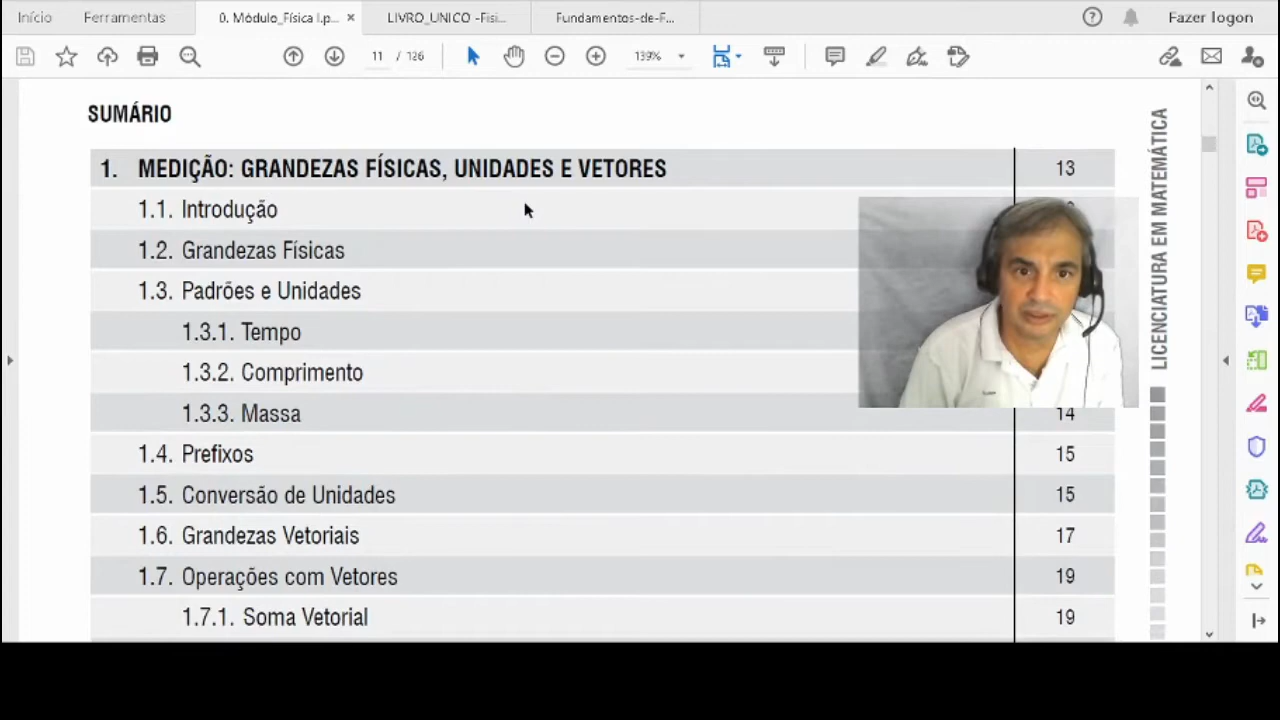 Início Ferramentas 0. Módulo_Física I.p... × LIVRO_UNICO -Fisi... Fundamentos-de-F... Fazer logon
11 / 126 139%
SUMÁRIO
1. MEDIÇÃO: GRANDEZAS FÍSICAS, UNIDADES E VETORES 13
1.1. Introdução
1.2. Grandezas Físicas
1.3. Padrões e Unidades
1.3.1. Tempo
1.3.2. Comprimento
1.3.3. Massa 14
1.4. Prefixos 15
1.5. Conversão de Unidades 15
1.6. Grandezas Vetoriais 17
1.7. Operações com Vetores 19
1.7.1. Soma Vetorial 19
LICENCIATURA EM MATEMÁTICA